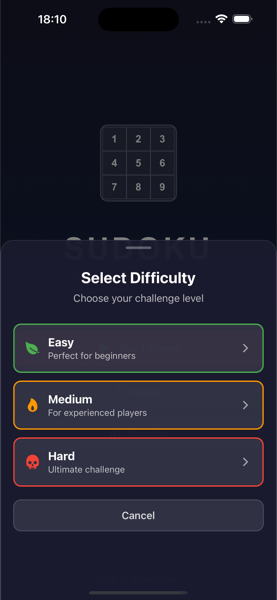 18:10
1 2 3
4 5 6
7 8 9
SUDOKU
Select Difficulty
Choose your challenge level
Easy
Perfect for beginners
Medium
For experienced players
Hard
Ultimate challenge
Cancel